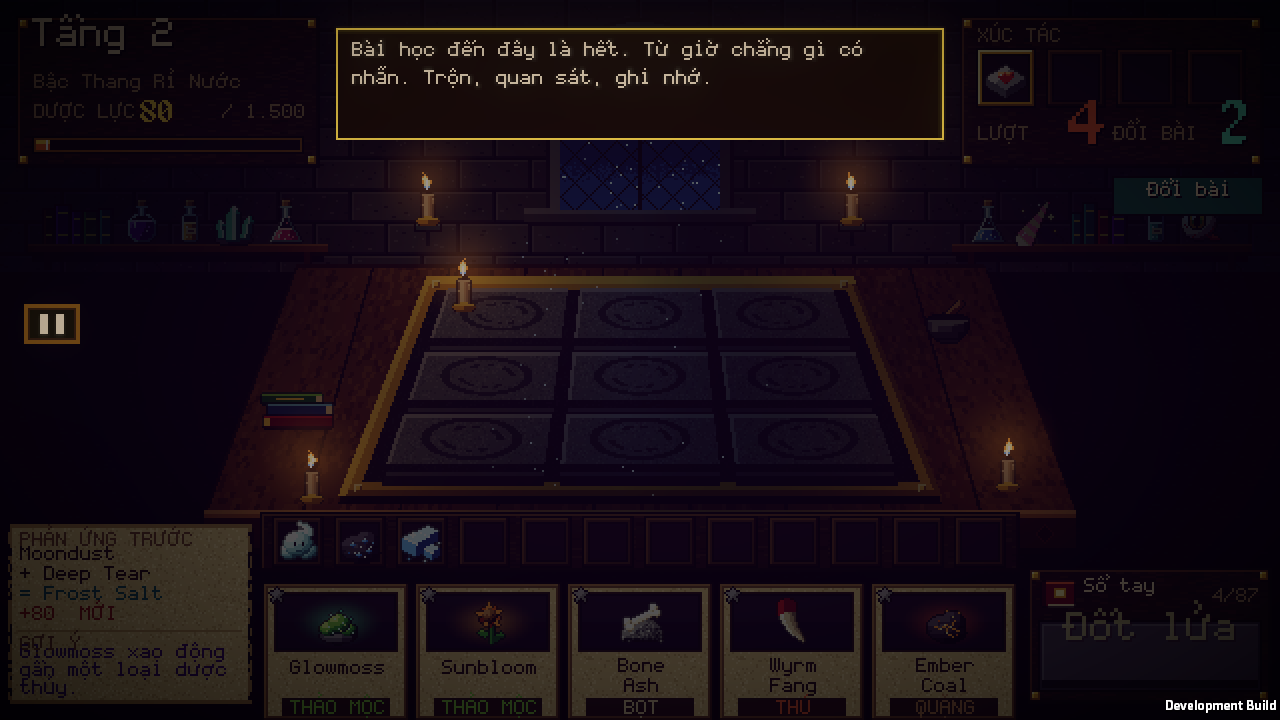 Tầng 2
Bậc Thang Rỉ Nước
DƯỢC LỰC 80 / 1.500
Bài học đến đây là hết. Từ giờ chẳng gì có
nhãn. Trộn, quan sát, ghi nhớ.
XÚC TÁC
LƯỢT 4 ĐỔI BÀI 2
Đổi bài
PHẢN ỨNG TRƯỚC
Moondust
+ Deep Tear
= Frost Salt
+80 MỚI
GỢI Ý
Glowmoss xao động
gần một loại dược
thủy.
Glowmoss
THẢO MỘC
Sunbloom
THẢO MỘC
Bone
Ash
BỘT
Wyrm
Fang
THÚ
Ember
Coal
QUẶNG
Sổ tay
4/87
Đốt lửa
Development Build